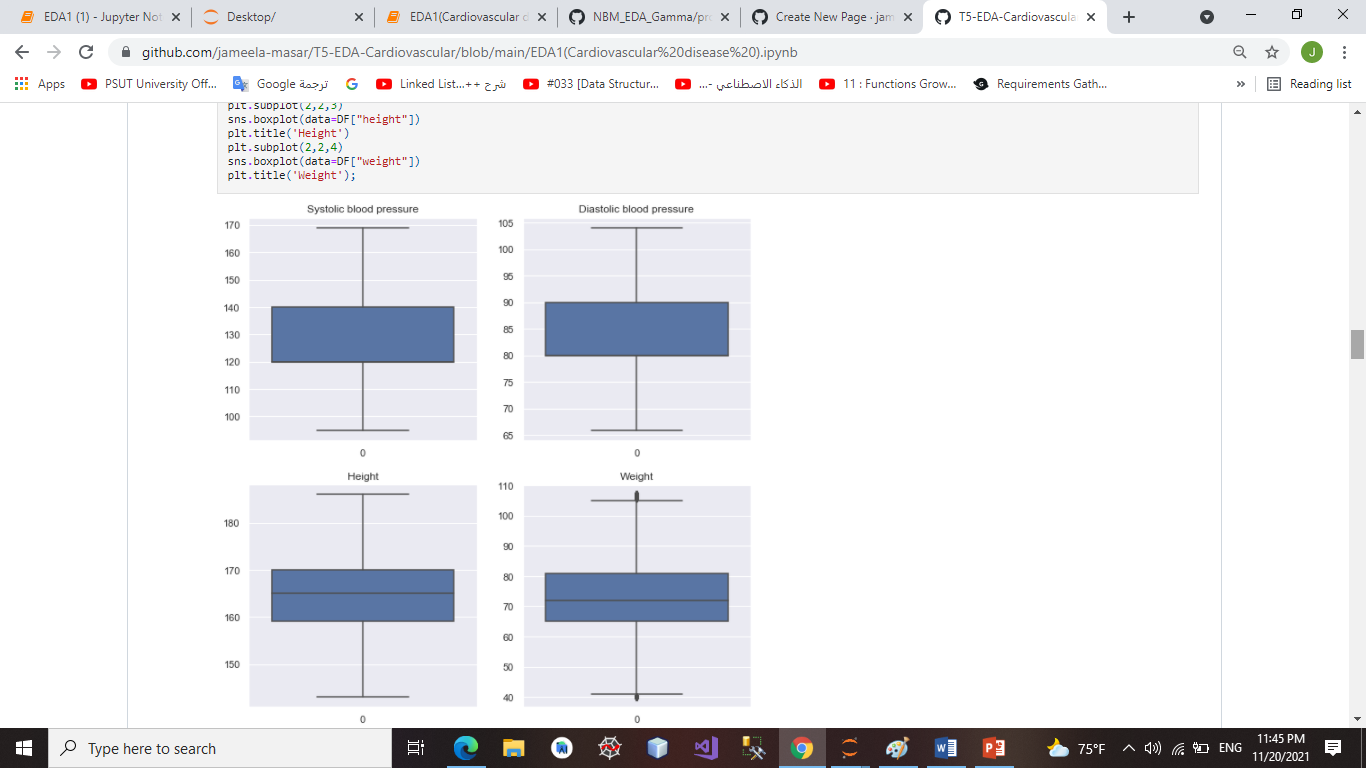 EDA1 (1) - Jupyter Not
Desktop/
EDA1(Cardiovascular d
NBM_EDA_Gamma/pro
Create New Page · jam
T5-EDA-Cardiovascula
github.com/jameela-masar/T5-EDA-Cardiovascular/blob/main/EDA1(Cardiovascular%20disease%20).ipynb
J
Apps
PSUT University Off...
ترجمة Google
Linked List...++شرح
#033 [Data Structur...
الذكاء الاصطناعي -...
11 : Functions Grow...
Requirements Gath...
»
Reading list
plt.subplot(2,2,3)
sns.boxplot(data=DF["height"])
plt.title('Height')
plt.subplot(2,2,4)
sns.boxplot(data=DF["weight"])
plt.title('Weight');
Systolic blood pressure
170
160
150
140
130
120
110
100
0
Diastolic blood pressure
105
100
95
90
85
80
75
70
65
0
Height
180
170
160
150
0
Weight
110
100
90
80
70
60
50
40
0
Type here to search
75°F
ENG
11:45 PM
11/20/2021